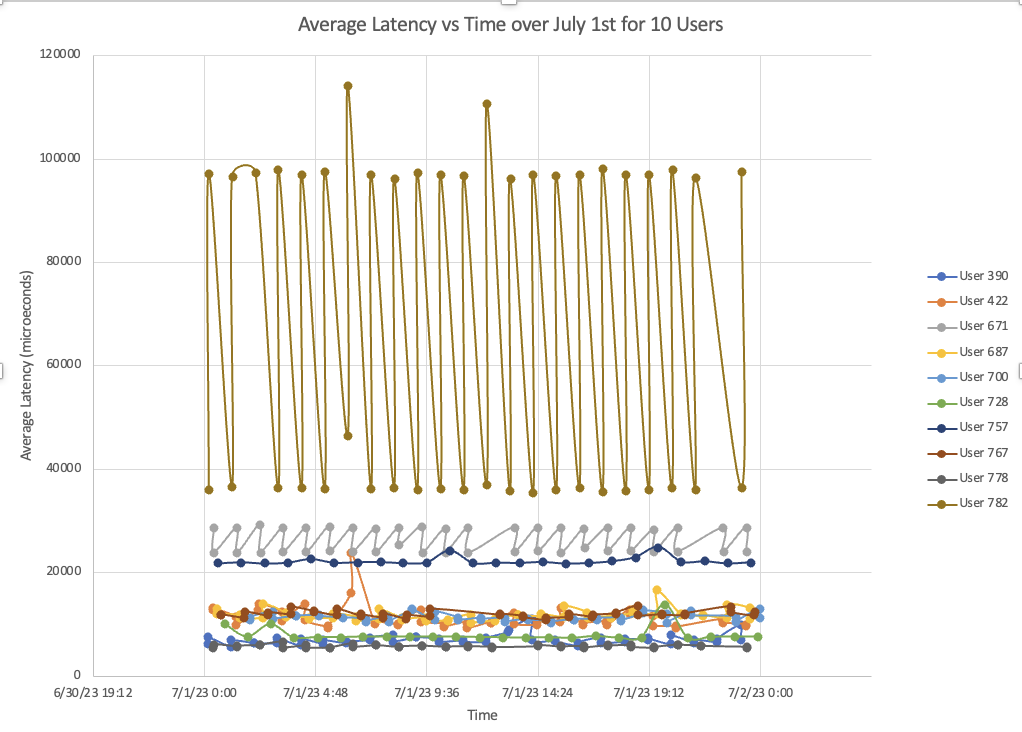 Average Latency vs Time over July 1st for 10 Users
120000
100000
80000
60000
40000
20000
0
Average Latency (microeconds)
6/30/23 19:12
7/1/23 0:00
7/1/23 4:48
7/1/23 9:36
7/1/23 14:24
7/1/23 19:12
7/2/23 0:00
Time
User 390
User 422
User 671
User 687
User 700
User 728
User 757
User 767
User 778
User 782